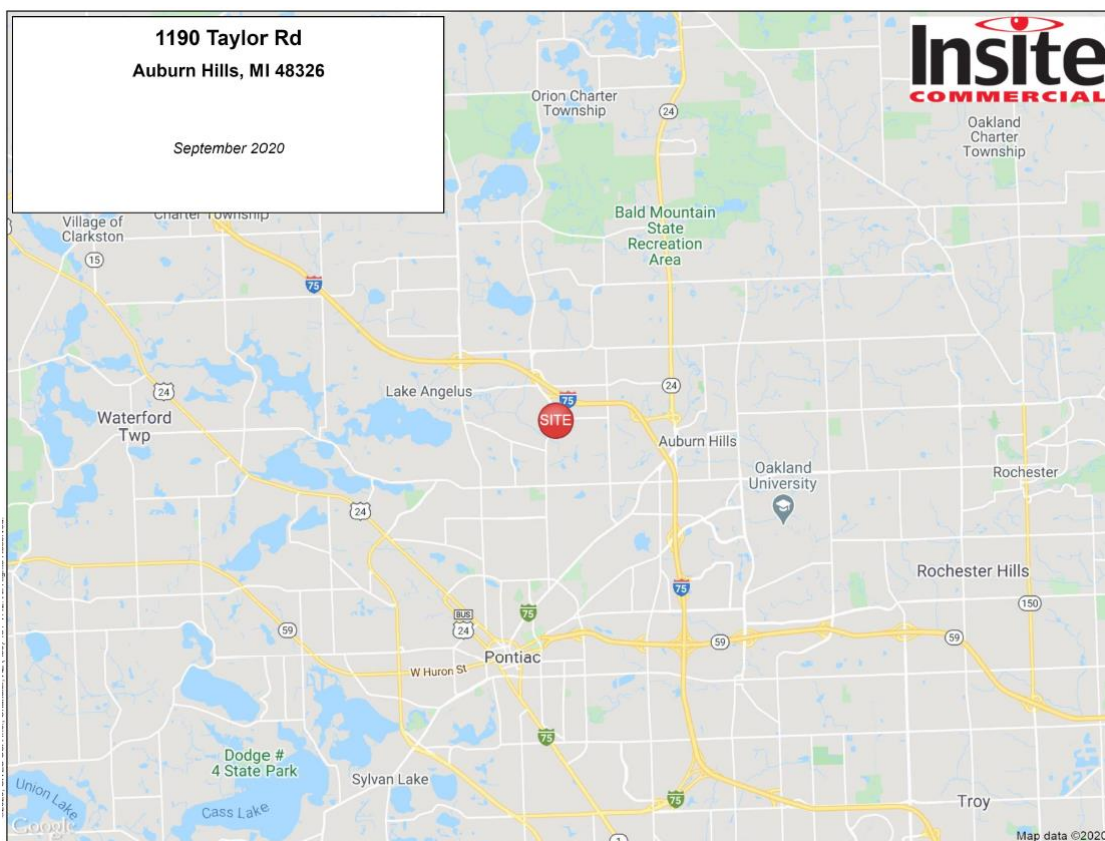 1190 Taylor Rd
Auburn Hills, MI 48326
September 2020
Insite
COMMERCIAL
Orion Charter
Township
24
Oakland
Charter
Township
Charter Township
Village of
Clarkston
15
Bald Mountain
State
Recreation
Area
75
24
Lake Angelus
75
24
Waterford
Twp
SITE
Auburn Hills
Oakland
University
Rochester
24
Rochester Hills
75
75
150
BUS
24
59
59
59
Pontiac
W Huron St
75
Dodge #
4 State Park
Sylvan Lake
75
Union Lake
Cass Lake
Troy
Google
Map data ©2020